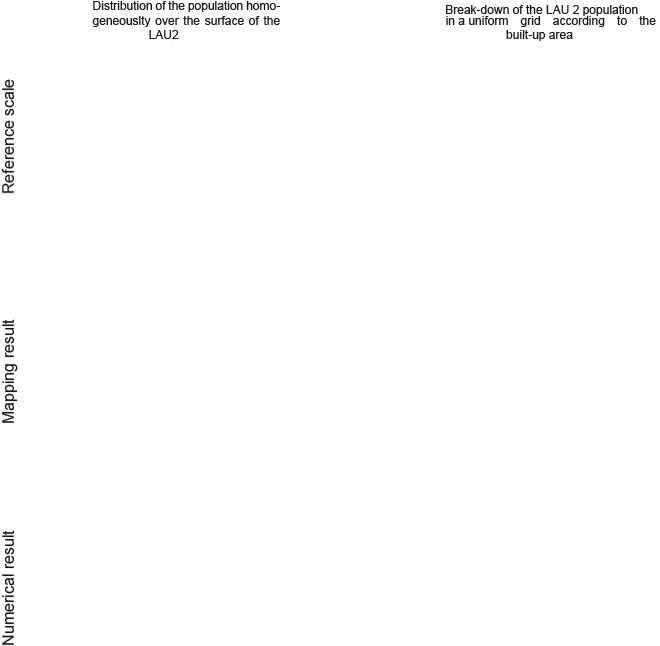 Distribution of the population homo-
geneouslty over the surface of the
LAU2
Break-down of the LAU 2 population
in a uniform grid according to the
built-up area
Reference scale
Mapping result
Numerical result